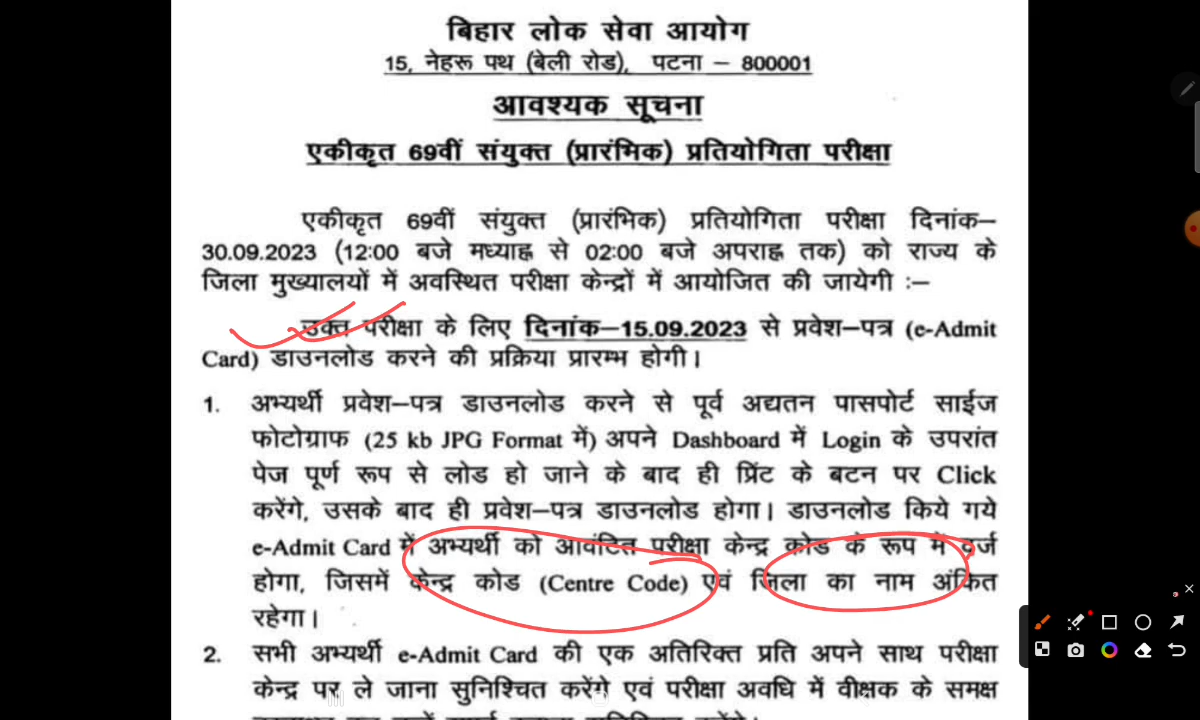 बिहार लोक सेवा आयोग
15, नेहरू पथ (बेली रोड), पटना – 800001
आवश्यक सूचना
एकीकृत 69वीं संयुक्त (प्रारंभिक) प्रतियोगिता परीक्षा
एकीकृत 69वीं संयुक्त (प्रारंभिक) प्रतियोगिता परीक्षा दिनांक–
30.09.2023 (12:00 बजे मध्याह्न से 02:00 बजे अपराह्न तक) को राज्य के
जिला मुख्यालयों में अवस्थित परीक्षा केन्द्रों में आयोजित की जायेगी :–
उक्त परीक्षा के लिए दिनांक–15.09.2023 से प्रवेश–पत्र (e-Admit
Card) डाउनलोड करने की प्रक्रिया प्रारम्भ होगी।
1. अभ्यर्थी प्रवेश–पत्र डाउनलोड करने से पूर्व अद्यतन पासपोर्ट साईज
फोटोग्राफ (25 kb JPG Format में) अपने Dashboard में Login के उपरांत
पेज पूर्ण रूप से लोड हो जाने के बाद ही प्रिंट के बटन पर Click
करेंगे, उसके बाद ही प्रवेश–पत्र डाउनलोड होगा। डाउनलोड किये गये
e-Admit Card में अभ्यर्थी को आवंटित परीक्षा केन्द्र कोड के रूप में दर्ज
होगा, जिसमें केन्द्र कोड (Centre Code) एवं जिला का नाम अंकित
रहेगा।
2. सभी अभ्यर्थी e-Admit Card की एक अतिरिक्त प्रति अपने साथ परीक्षा
केन्द्र पर ले जाना सुनिश्चित करेंगे एवं परीक्षा अवधि में वीक्षक के समक्ष